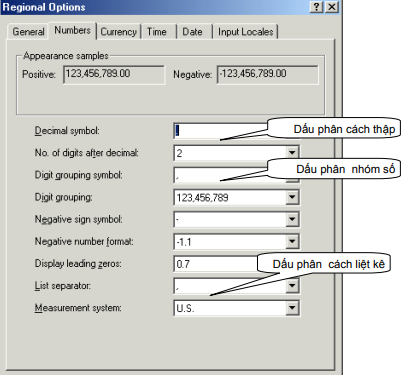 Regional Options
General Numbers Currency Time Date Input Locales
Appearance samples
Positive: 123,456,789.00 Negative: -123,456,789.00
Decimal symbol: .
Dấu phân cách thập
No. of digits after decimal: 2
Digit grouping symbol: ,
Dấu phân nhóm số
Digit grouping: 123,456,789
Negative sign symbol: -
Negative number format: -1.1
Display leading zeros: 0.7
Dấu phân cách liệt kê
List separator: ,
Measurement system: U.S.